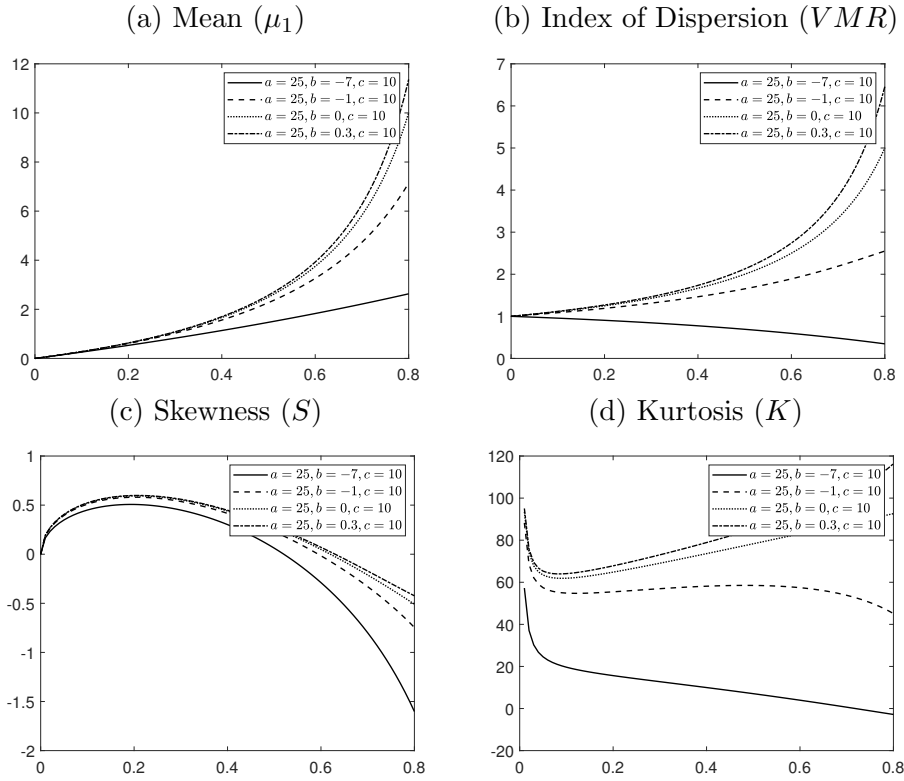 (a) Mean (μ₁)
12
10
8
6
4
2
0
0
0.2
0.4
0.6
0.8
a = 25, b = −7, c = 10
a = 25, b = −1, c = 10
a = 25, b = 0, c = 10
a = 25, b = 0.3, c = 10
(b) Index of Dispersion (VMR)
7
6
5
4
3
2
1
0
0
0.2
0.4
0.6
0.8
a = 25, b = −7, c = 10
a = 25, b = −1, c = 10
a = 25, b = 0, c = 10
a = 25, b = 0.3, c = 10
(c) Skewness (S)
1
0.5
0
-0.5
-1
-1.5
-2
0
0.2
0.4
0.6
0.8
a = 25, b = −7, c = 10
a = 25, b = −1, c = 10
a = 25, b = 0, c = 10
a = 25, b = 0.3, c = 10
(d) Kurtosis (K)
120
100
80
60
40
20
0
-20
0
0.2
0.4
0.6
0.8
a = 25, b = −7, c = 10
a = 25, b = −1, c = 10
a = 25, b = 0, c = 10
a = 25, b = 0.3, c = 10